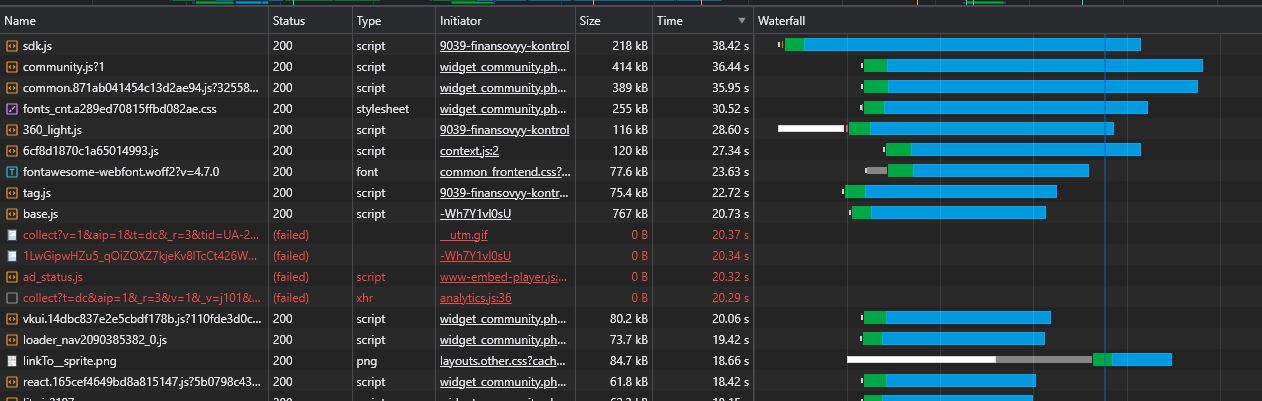 Name Status Type Initiator Size Time Waterfall
sdk.js 200 script 9039-finansovyy-kontrol 218 kB 38.42 s
community.js?1 200 script widget_community.ph... 414 kB 36.44 s
common.871ab041454c13d2ae94.js?32558... 200 script widget_community.ph... 389 kB 35.95 s
fonts_cnt.a289ed70815ffbd082ae.css 200 stylesheet widget_community.ph... 255 kB 30.52 s
360_light.js 200 script 9039-finansovyy-kontrol 116 kB 28.60 s
6cf8d1870c1a65014993.js 200 script context.js:2 120 kB 27.34 s
fontawesome-webfont.woff2?v=4.7.0 200 font common_frontend.css?... 77.6 kB 23.63 s
tag.js 200 script 9039-finansovyy-kontr... 75.4 kB 22.72 s
base.js 200 script -Wh7Y1vI0sU 767 kB 20.73 s
collect?v=1&aip=1&t=dc&_r=3&tid=UA-2... (failed) __utm.gif 0 B 20.37 s
1LwGipwHZu5_qOiZOXZ7kjeKv8lTcCt426W... (failed) -Wh7Y1vI0sU 0 B 20.34 s
ad_status.js (failed) script www-embed-player.js:... 0 B 20.32 s
collect?t=dc&aip=1&_r=3&v=1&_v=j101&... (failed) xhr analytics.js:36 0 B 20.29 s
vkui.14dbc837e2e5cbdf178b.js?110fde3d0c... 200 script widget_community.ph... 80.2 kB 20.06 s
loader_nav2090385382_0.js 200 script widget_community.ph... 73.7 kB 19.42 s
linkTo__sprite.png 200 png layouts.other.css?cach... 84.7 kB 18.66 s
react.165cef4649bd8a815147.js?5b0798c43... 200 script widget_community.ph... 61.8 kB 18.42 s